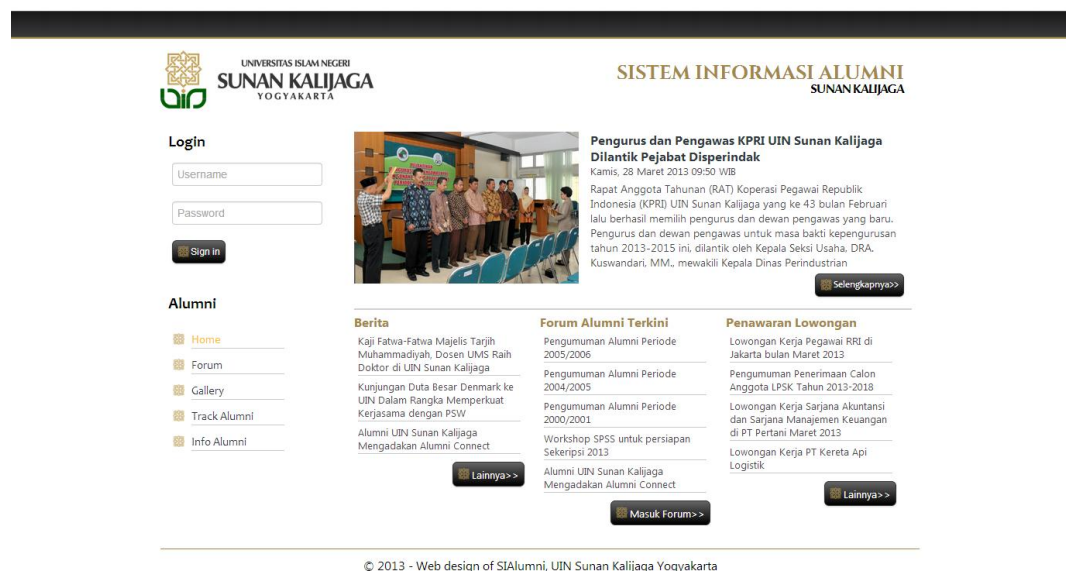 UNIVERSITAS ISLAM NEGERI
SUNAN KALIJAGA
YOGYAKARTA
SISTEM INFORMASI ALUMNI
SUNAN KALIJAGA
Login
Username
Password
Sign in
Alumni
Home
Forum
Gallery
Track Alumni
Info Alumni
Pengurus dan Pengawas KPRI UIN Sunan Kalijaga
Dilantik Pejabat Disperindak
Kamis, 28 Maret 2013 09:50 WIB
Rapat Anggota Tahunan (RAT) Koperasi Pegawai Republik
Indonesia (KPRI) UIN Sunan Kalijaga yang ke 43 bulan Februari
lalu berhasil memilih pengurus dan dewan pengawas yang baru.
Pengurus dan dewan pengawas untuk masa bakti kepengurusan
tahun 2013-2015 ini, dilantik oleh Kepala Seksi Usaha, DRA.
Kuswandari, MM., mewakili Kepala Dinas Perindustrian
Selengkapnya>>
Berita
Kaji Fatwa-Fatwa Majelis Tarjih
Muhammadiyah, Dosen UMS Raih
Doktor di UIN Sunan Kalijaga
Kunjungan Duta Besar Denmark ke
UIN Dalam Rangka Memperkuat
Kerjasama dengan PSW
Alumni UIN Sunan Kalijaga
Mengadakan Alumni Connect
Lainnya>>
Forum Alumni Terkini
Pengumuman Alumni Periode
2005/2006
Pengumuman Alumni Periode
2004/2005
Pengumuman Alumni Periode
2000/2001
Workshop SPSS untuk persiapan
Sekeripsi 2013
Alumni UIN Sunan Kalijaga
Mengadakan Alumni Connect
Masuk Forum>>
Penawaran Lowongan
Lowongan Kerja Pegawai RRI di
Jakarta bulan Maret 2013
Pengumuman Penerimaan Calon
Anggota LPSK Tahun 2013-2018
Lowongan Kerja Sarjana Akuntansi
dan Sarjana Manajemen Keuangan
di PT Pertani Maret 2013
Lowongan Kerja PT Kereta Api
Logistik
Lainnya>>
© 2013 - Web design of SIAlumni, UIN Sunan Kalijaga Yogyakarta